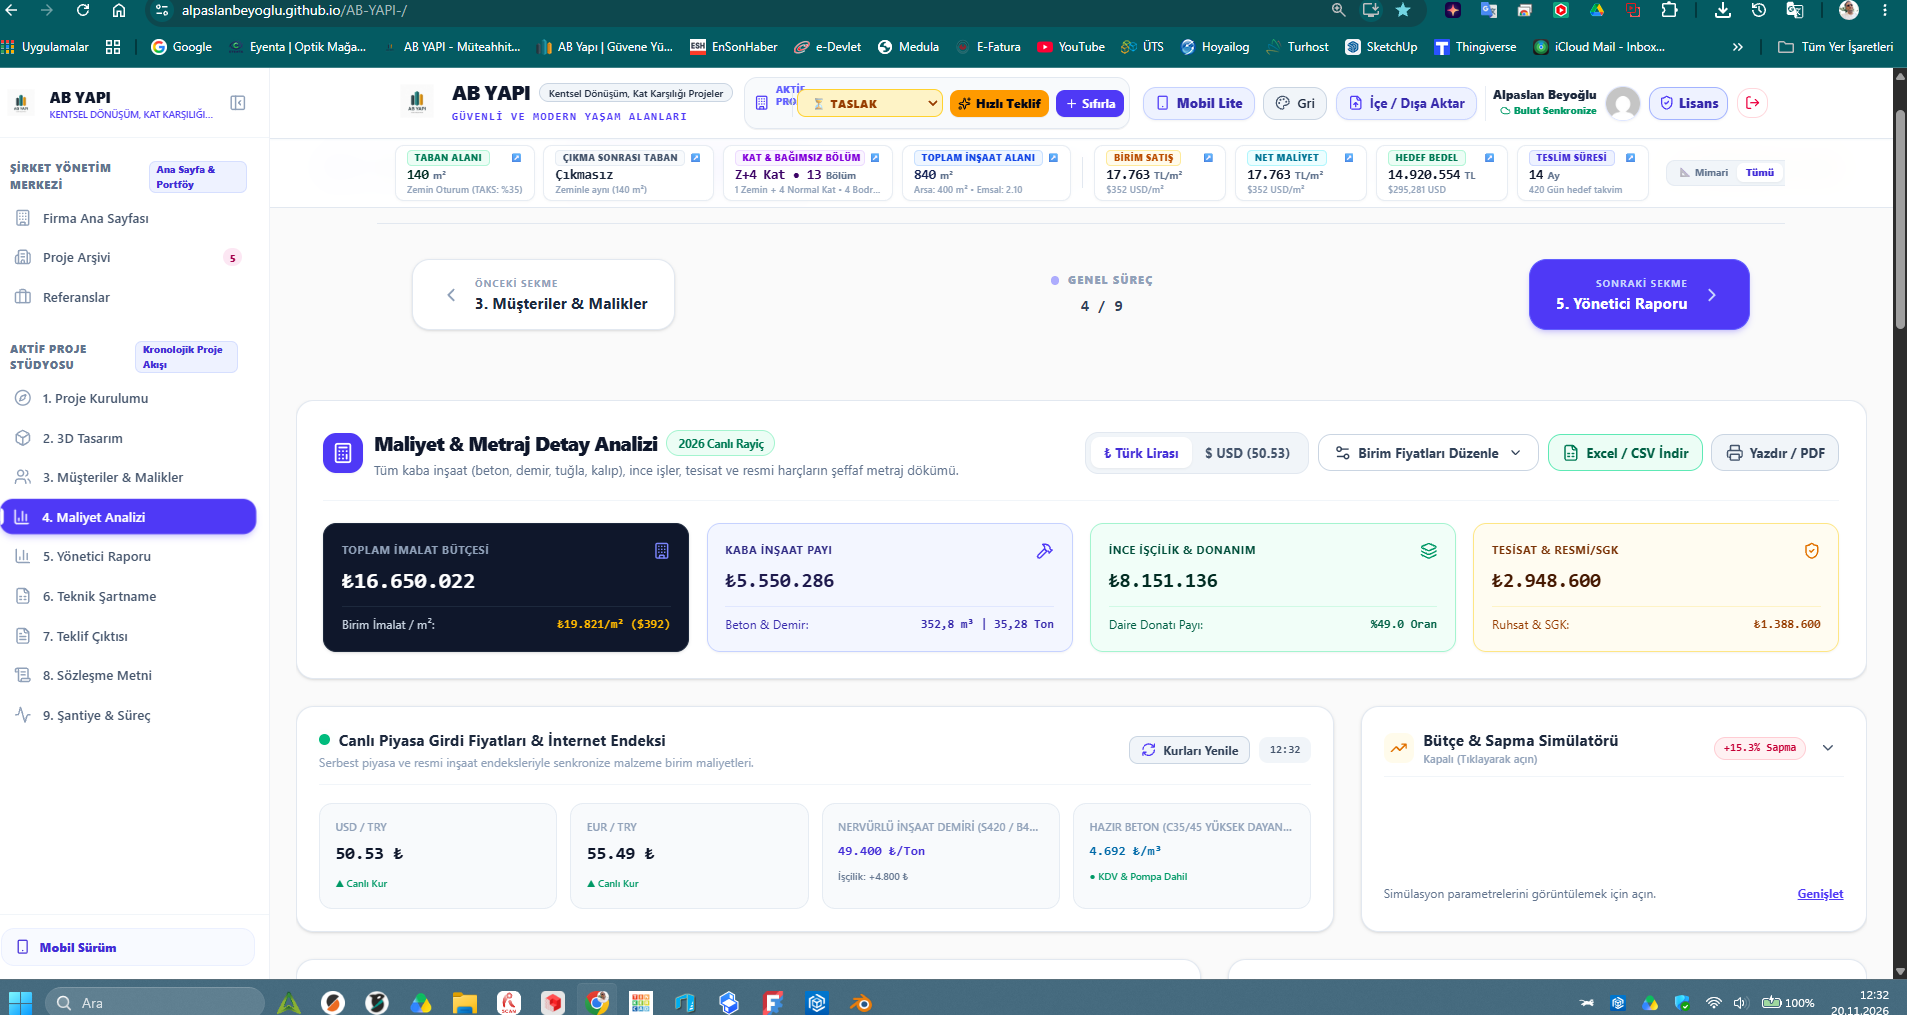 alpaslanbeyoglu.github.io/AB-YAPI-/
Uygulamalar
Google
Eyenta | Optik Mağa...
AB YAPI - Müteahhit...
AB Yapı | Güvene Yü...
ESH EnSonHaber
e-Devlet
Medula
E-Fatura
YouTube
ÜTS
Hoyailog
Turhost
SketchUp
Thingiverse
iCloud Mail - Inbox...
Tüm Yer İşaretleri
AB YAPI
KENTSEL DÖNÜŞÜM, KAT KARŞILIĞI...
ŞİRKET YÖNETİM MERKEZİ
Ana Sayfa & Portföy
Firma Ana Sayfası
Proje Arşivi
5
Referanslar
AKTİF PROJE STÜDYOSU
Kronolojik Proje Akışı
1. Proje Kurulumu
2. 3D Tasarım
3. Müşteriler & Malikler
4. Maliyet Analizi
5. Yönetici Raporu
6. Teknik Şartname
7. Teklif Çıktısı
8. Sözleşme Metni
9. Şantiye & Süreç
Mobil Sürüm
AB YAPI
Kentsel Dönüşüm, Kat Karşılığı Projeler
GÜVENLİ VE MODERN YAŞAM ALANLARI
AKTİF
TASLAK
Hızlı Teklif
+ Sıfırla
Mobil Lite
Gri
İçe / Dışa Aktar
Alpaslan Beyoğlu
Bulut Senkronize
Lisans
TABAN ALANI
140 m²
Zemin Oturum (TAKS: %35)
ÇIKMA SONRASI TABAN
Çıkmasız
Zeminle aynı (140 m²)
KAT & BAĞIMSIZ BÖLÜM
Z+4 Kat • 13 Bölüm
1 Zemin + 4 Normal Kat • 4 Bodr...
TOPLAM İNŞAAT ALANI
840 m²
Arsa: 400 m² • Emsal: 2.10
BİRİM SATIŞ
17.763 TL/m²
$352 USD/m²
NET MALİYET
17.763 TL/m²
$352 USD/m²
HEDEF BEDEL
14.920.554 TL
$295,281 USD
TESLİM SÜRESİ
14 Ay
420 Gün hedef takvim
Mimari
Tümü
ÖNCEKİ SEKME
3. Müşteriler & Malikler
GENEL SÜREÇ
4 / 9
SONRAKİ SEKME
5. Yönetici Raporu
Maliyet & Metraj Detay Analizi
2026 Canlı Rayiç
Tüm kaba inşaat (beton, demir, tuğla, kalıp), ince işler, tesisat ve resmi harçların şeffaf metraj dökümü.
₺ Türk Lirası
$ USD (50.53)
Birim Fiyatları Düzenle
Excel / CSV İndir
Yazdır / PDF
TOPLAM İMALAT BÜTÇESİ
₺16.650.022
Birim İmalat / m²:
₺19.821/m² ($392)
KABA İNŞAAT PAYI
₺5.550.286
Beton & Demir:
352,8 m³ | 35,28 Ton
İNCE İŞÇİLİK & DONANIM
₺8.151.136
Daire Donatı Payı:
%49.0 Oran
TESİSAT & RESMİ/SGK
₺2.948.600
Ruhsat & SGK:
₺1.388.600
Canlı Piyasa Girdi Fiyatları & İnternet Endeksi
Serbest piyasa ve resmi inşaat endeksleriyle senkronize malzeme birim maliyetleri.
Kurları Yenile
12:32
USD / TRY
50.53 ₺
▲ Canlı Kur
EUR / TRY
55.49 ₺
▲ Canlı Kur
NERVÜRLÜ İNŞAAT DEMİRİ (S420 / B4...
49.400 ₺/Ton
İşçilik: +4.800 ₺
HAZIR BETON (C35/45 YÜKSEK DAYAN...
4.692 ₺/m³
• KDV & Pompa Dahil
Bütçe & Sapma Simülatörü
Kapalı (Tıklayarak açın)
+15.3% Sapma
Simülasyon parametrelerini görüntülemek için açın.
Genişlet
Ara
100%
12:32
20.11.2026